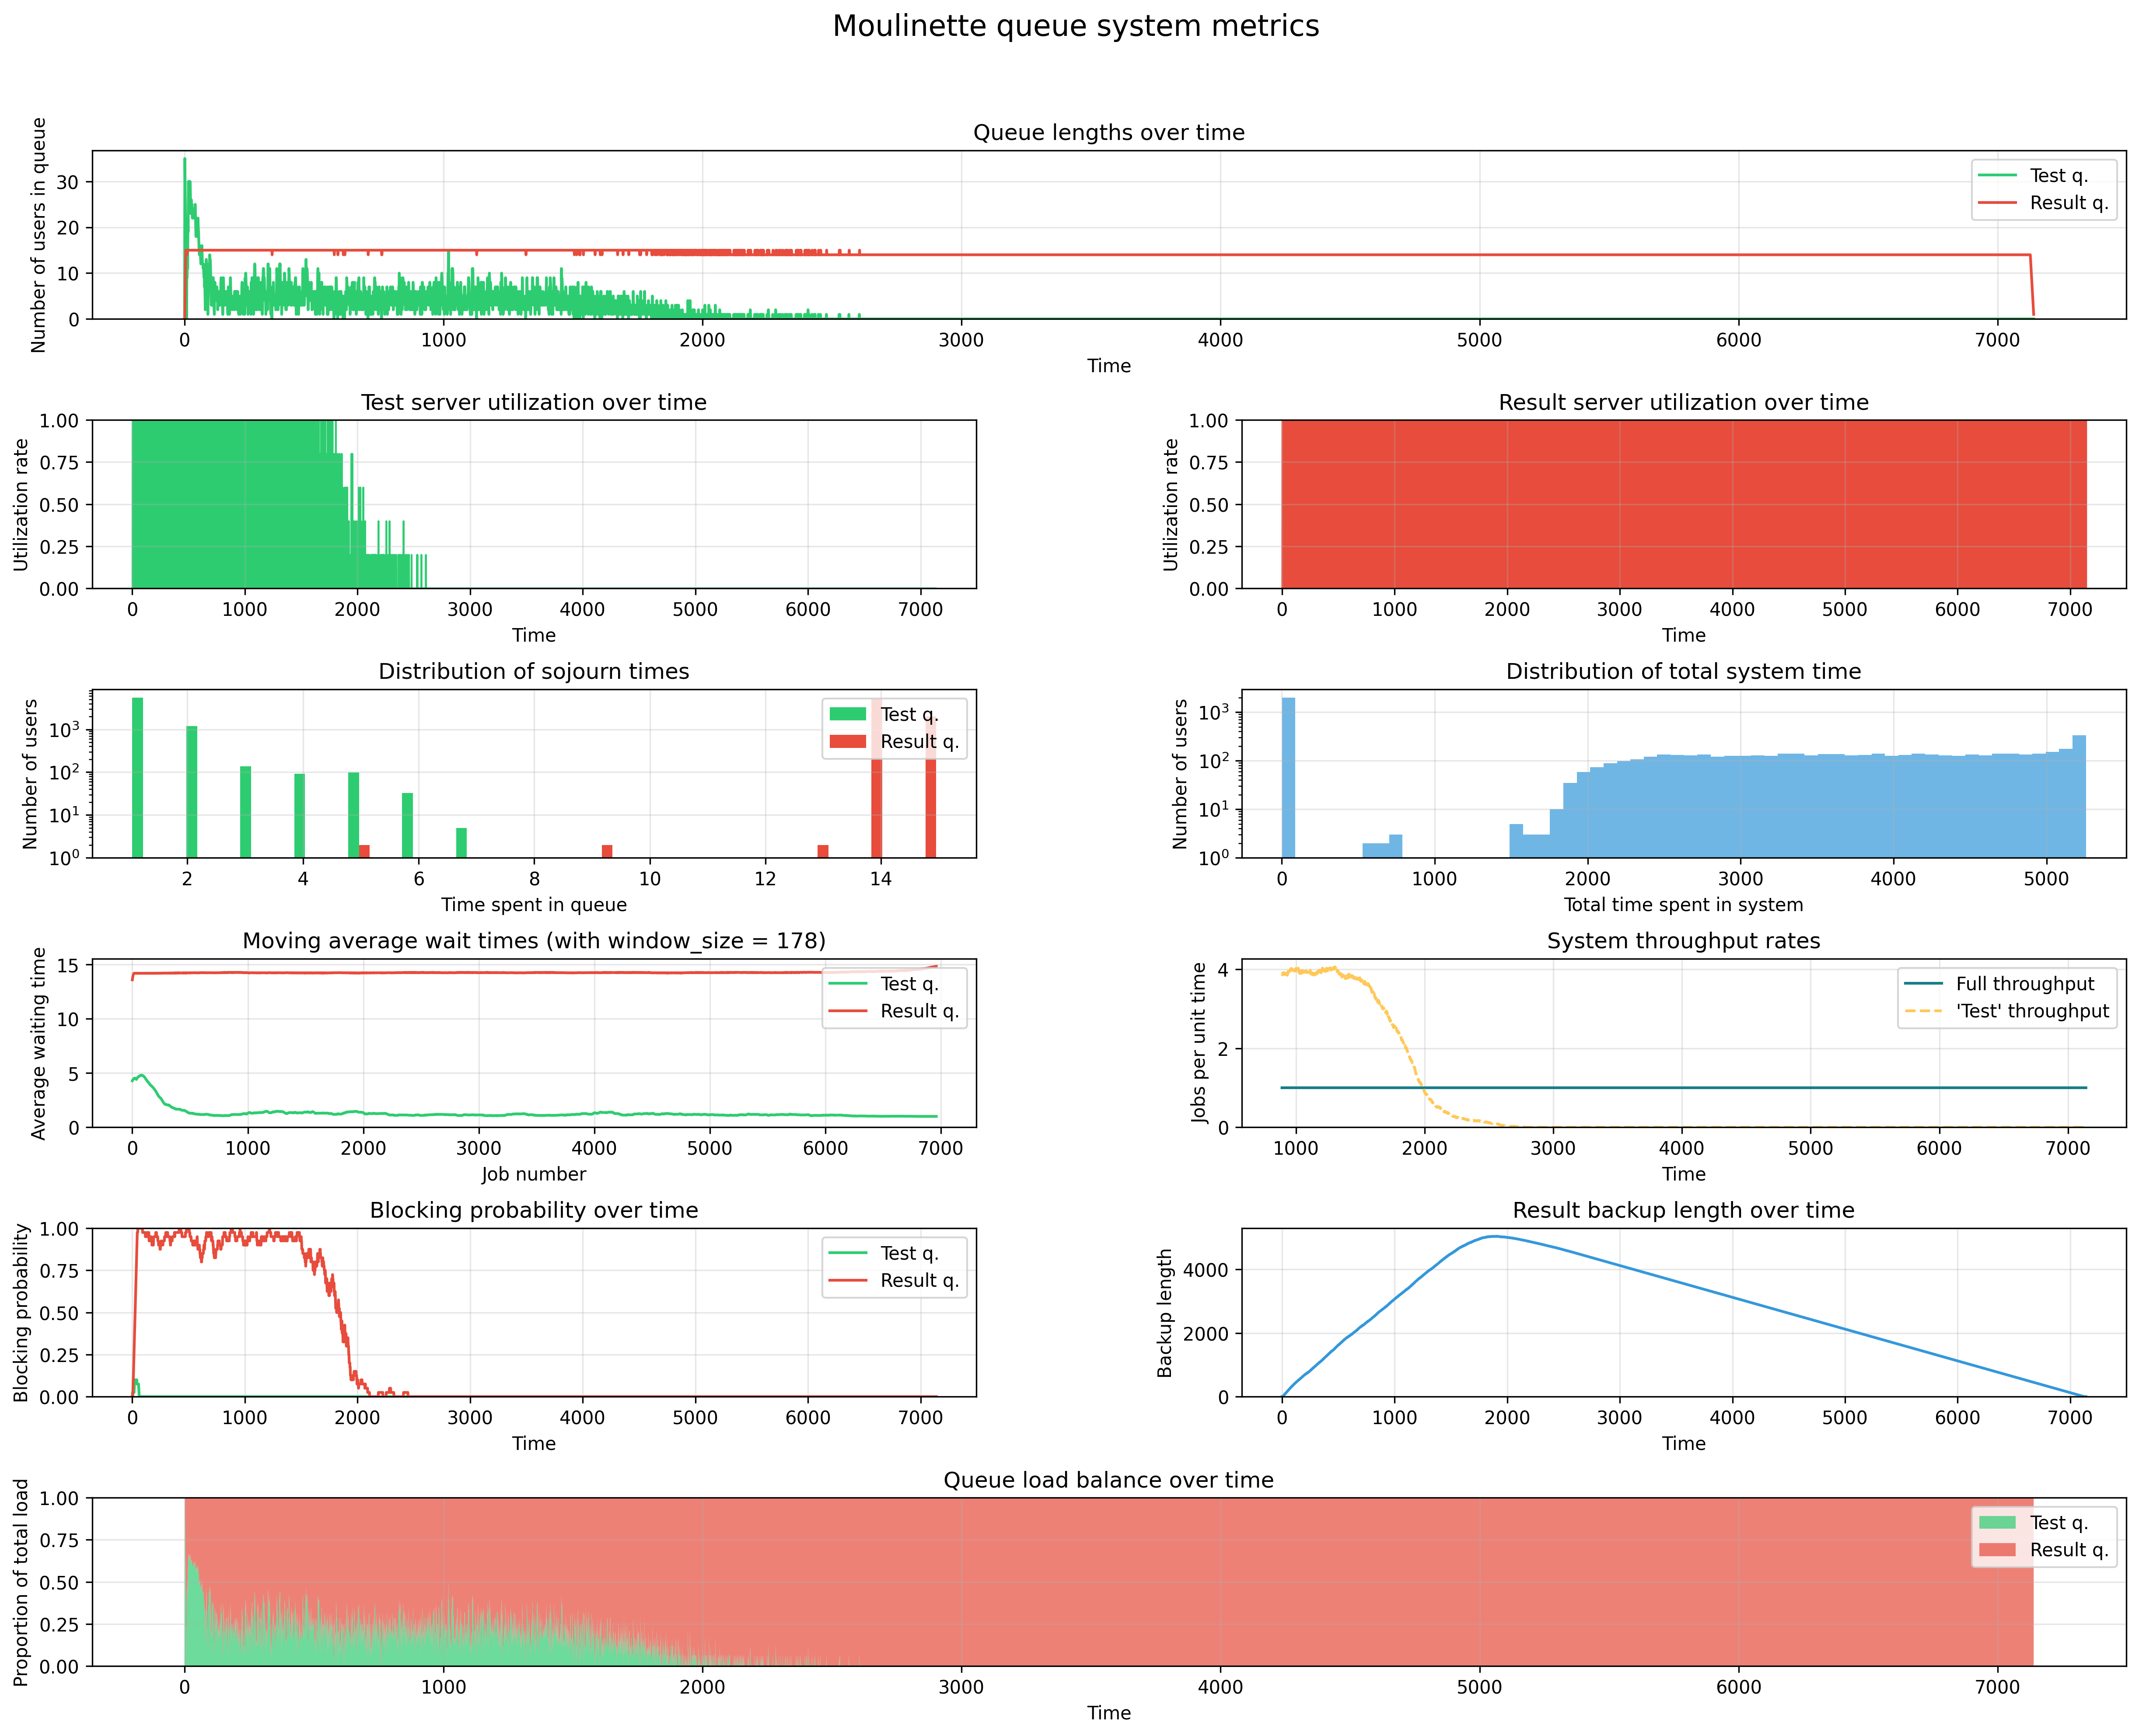 Moulinette queue system metrics
Queue lengths over time
Number of users in queue
30
20
10
0
Test q.
Result q.
0 1000 2000 3000 4000 5000 6000 7000
Time
Test server utilization over time
Utilization rate
1.00
0.75
0.50
0.25
0.00
0 1000 2000 3000 4000 5000 6000 7000
Time
Result server utilization over time
Utilization rate
1.00
0.75
0.50
0.25
0.00
0 1000 2000 3000 4000 5000 6000 7000
Time
Distribution of sojourn times
Number of users
10³
10²
10¹
10⁰
Test q.
Result q.
2 4 6 8 10 12 14
Time spent in queue
Distribution of total system time
Number of users
10³
10²
10¹
10⁰
0 1000 2000 3000 4000 5000
Total time spent in system
Moving average wait times (with window_size = 178)
Average waiting time
15
10
5
0
Test q.
Result q.
0 1000 2000 3000 4000 5000 6000 7000
Job number
System throughput rates
Jobs per unit time
4
2
0
Full throughput
'Test' throughput
1000 2000 3000 4000 5000 6000 7000
Time
Blocking probability over time
Blocking probability
1.00
0.75
0.50
0.25
0.00
Test q.
Result q.
0 1000 2000 3000 4000 5000 6000 7000
Time
Result backup length over time
Backup length
4000
2000
0
0 1000 2000 3000 4000 5000 6000 7000
Time
Queue load balance over time
Proportion of total load
1.00
0.75
0.50
0.25
0.00
Test q.
Result q.
0 1000 2000 3000 4000 5000 6000 7000
Time